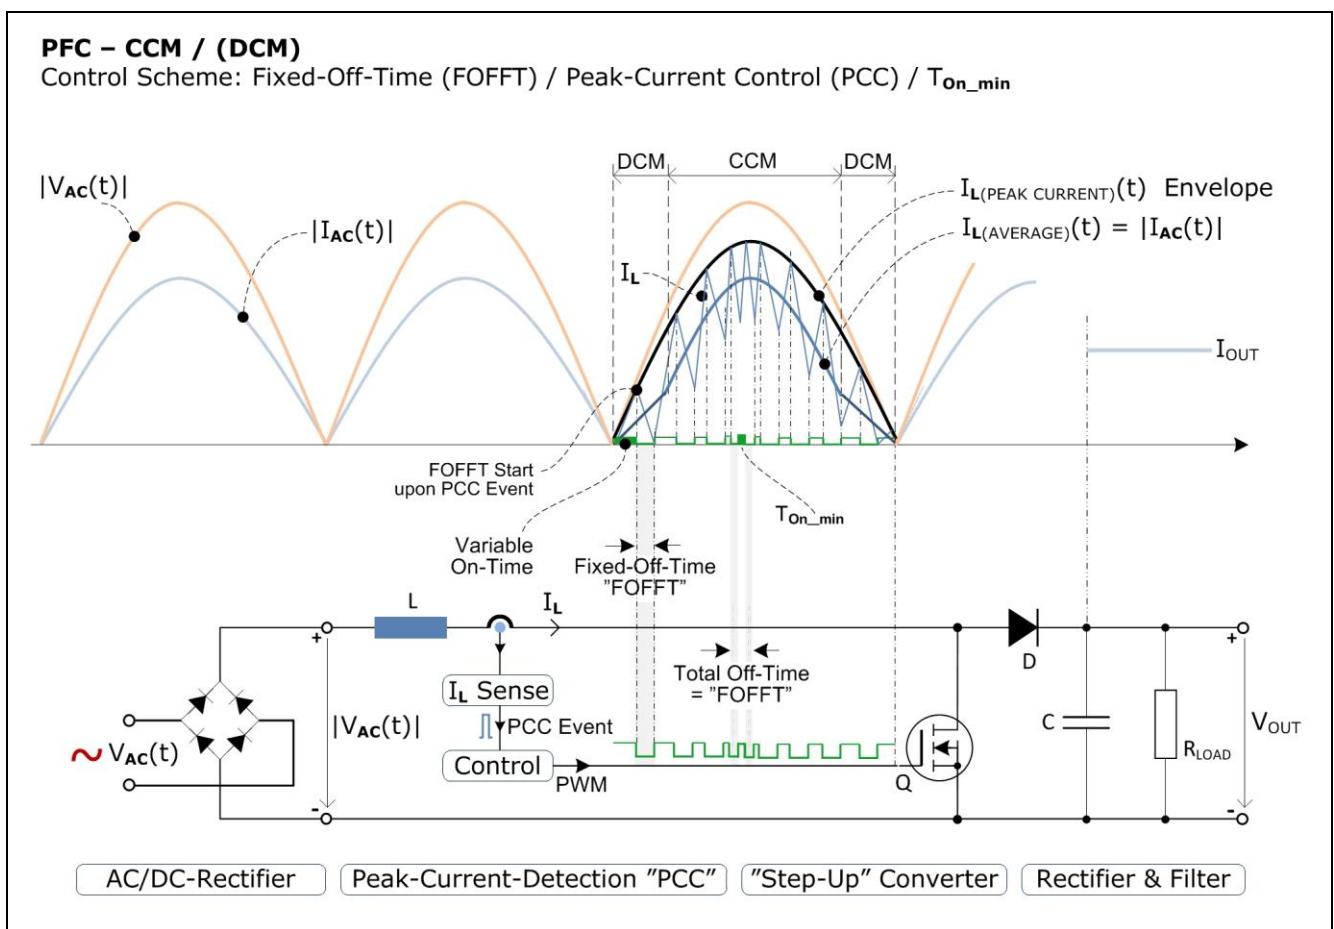 PFC – CCM / (DCM)
Control Scheme: Fixed-Off-Time (FOFFT) / Peak-Current Control (PCC) / TOn_min
DCM
CCM
DCM
|VAC(t)|
|IAC(t)|
IL(PEAK CURRENT)(t) Envelope
IL(AVERAGE)(t) = |IAC(t)|
IL
IOUT
FOFFT Start
upon PCC Event
TOn_min
Variable
On-Time
Fixed-Off-Time
"FOFFT"
L
IL
+
+
D
Total Off-Time
= "FOFFT"
IL Sense
PCC Event
|VAC(t)|
Control
PWM
~ VAC(t)
Q
C
RLOAD
VOUT
-
-
AC/DC-Rectifier
Peak-Current-Detection "PCC"
"Step-Up" Converter
Rectifier & Filter